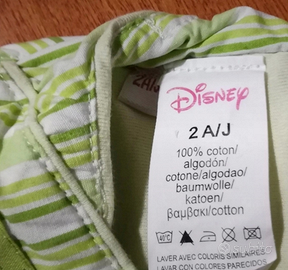 2A/J
DISNEY
2 A/J
100% coton/
algodón/
cotone/algodao/
baumwolle/
katoen/
βαμβακι/cotton
LAVER AVEC COLORIS SIMILAIRES.
LAVAR CON COLORES PARECIDOS.